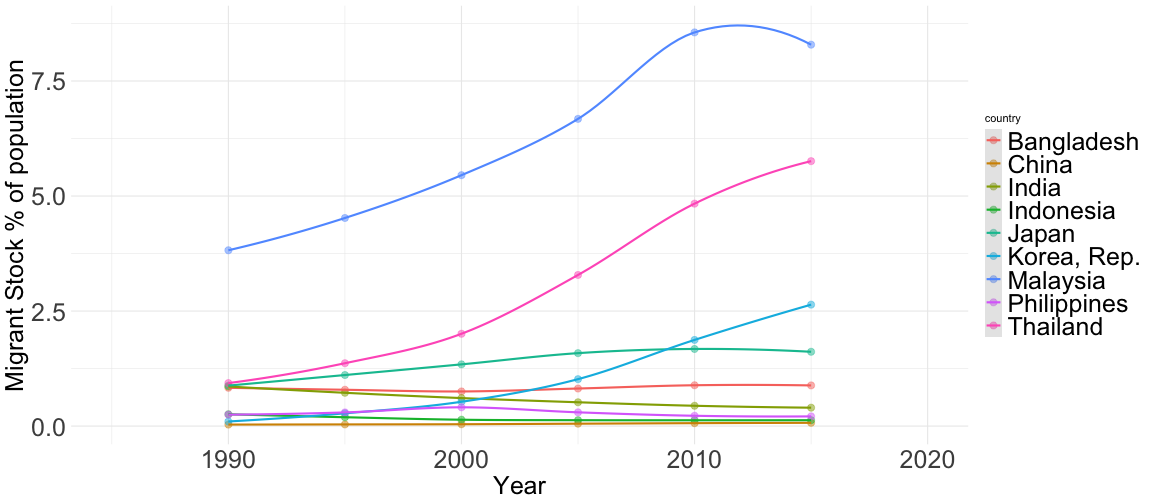 Migrant Stock % of population
7.5
5.0
2.5
0.0
1990
2000
2010
2020
Year
country
Bangladesh
China
India
Indonesia
Japan
Korea, Rep.
Malaysia
Philippines
Thailand